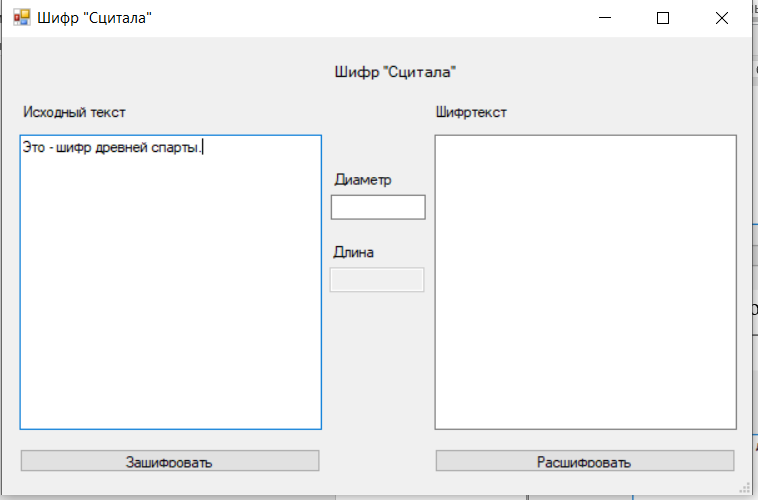 Шифр "Сцитала"
Шифр "Сцитала"
Исходный текст
Шифртекст
Это - шифр древней спарты.
Диаметр
Длина
Зашифровать
Расшифровать